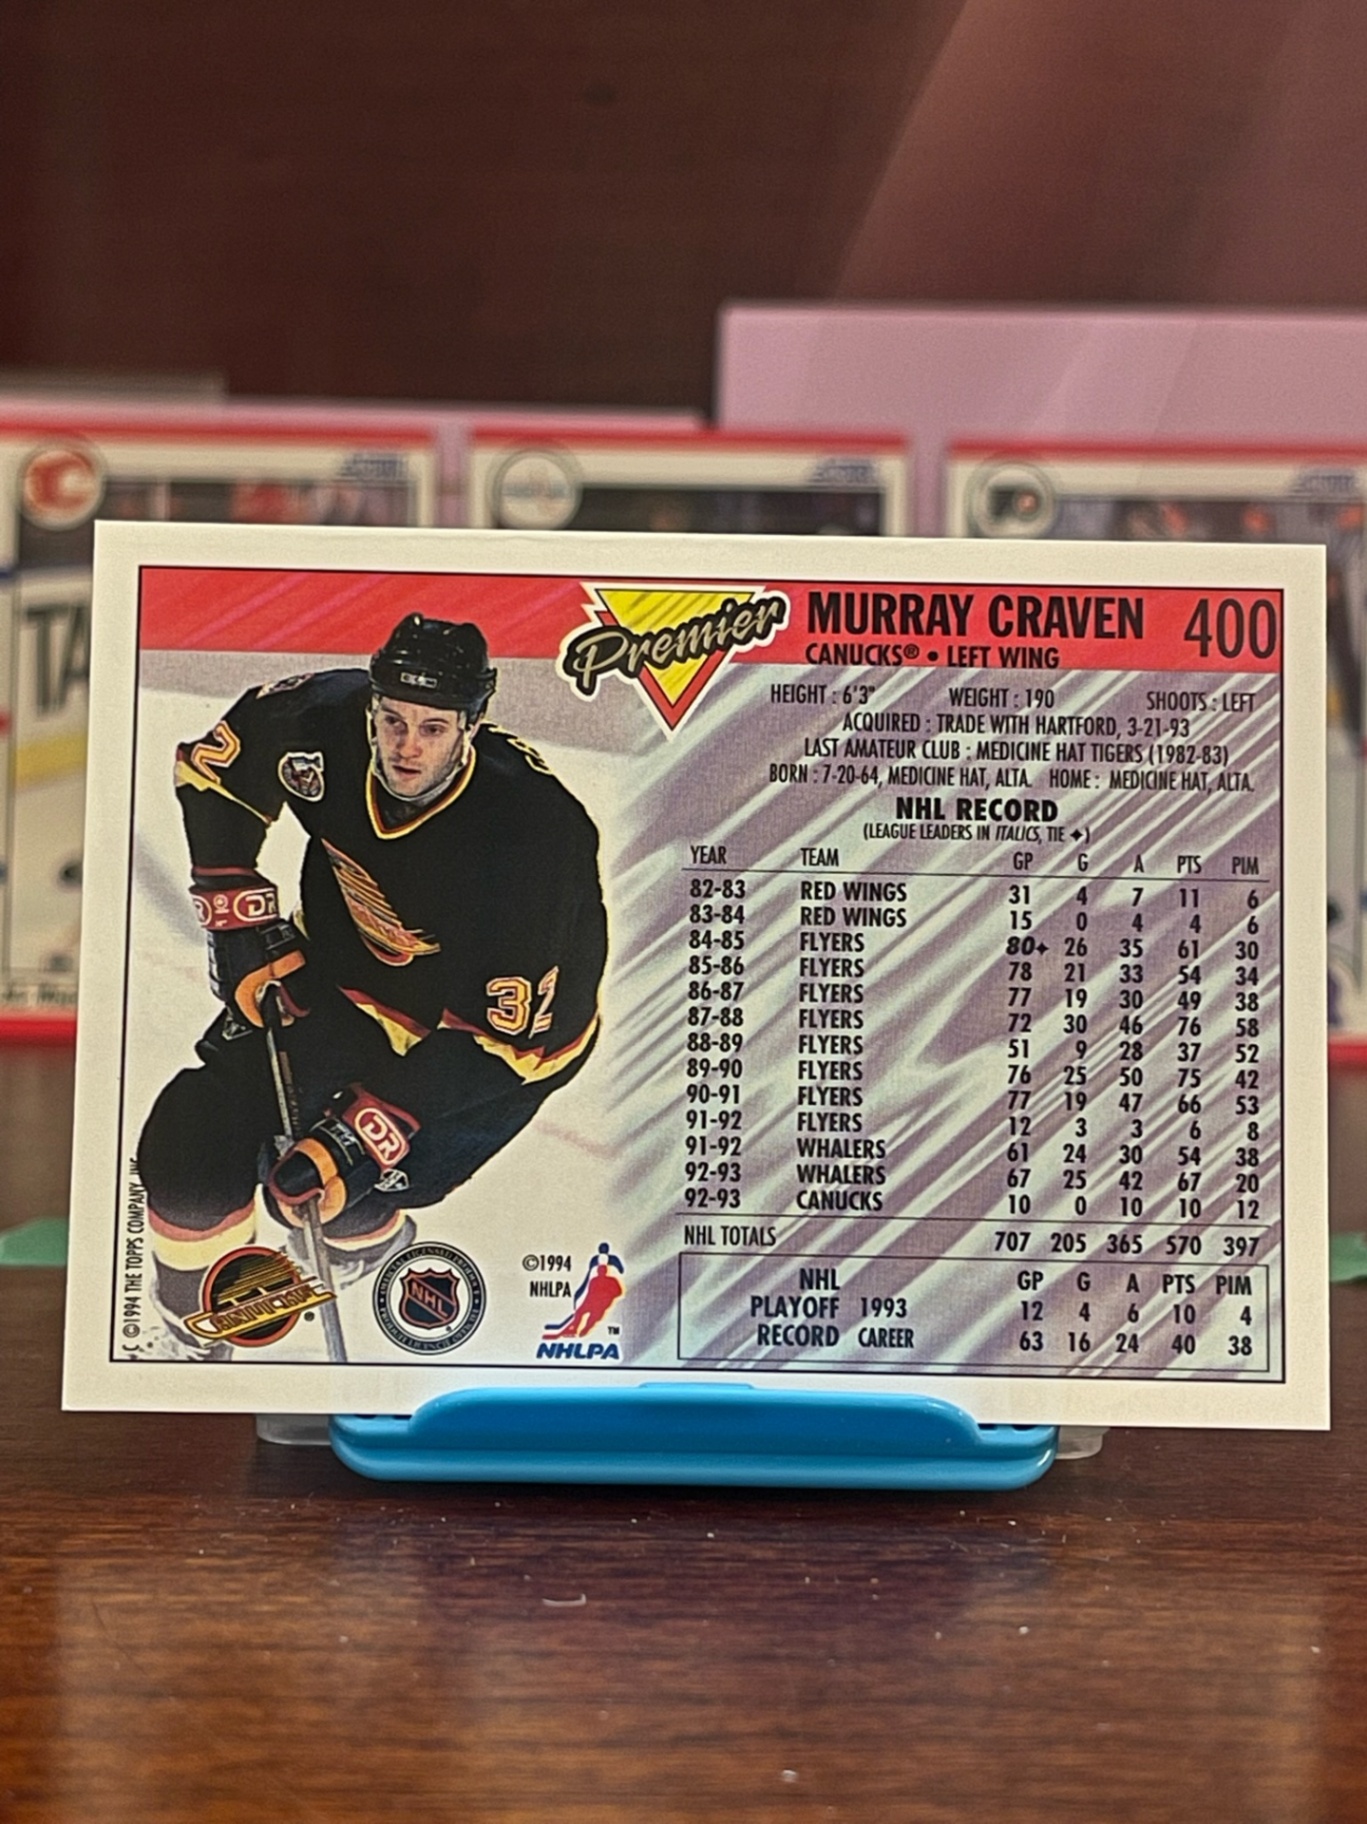 TA
Premier
MURRAY CRAVEN 400
CANUCKS® • LEFT WING
HEIGHT : 6'3" WEIGHT : 190 SHOOTS : LEFT
ACQUIRED : TRADE WITH HARTFORD, 3-21-93
LAST AMATEUR CLUB : MEDICINE HAT TIGERS (1982-83)
BORN : 7-20-64, MEDICINE HAT, ALTA. HOME : MEDICINE HAT, ALTA.
NHL RECORD
(LEAGUE LEADERS IN ITALICS, TIE ✦)
YEAR TEAM GP G A PTS PIM
82-83 RED WINGS 31 4 7 11 6
83-84 RED WINGS 15 0 4 4 6
84-85 FLYERS 80✦ 26 35 61 30
85-86 FLYERS 78 21 33 54 34
86-87 FLYERS 77 19 30 49 38
87-88 FLYERS 72 30 46 76 58
88-89 FLYERS 51 9 28 37 52
89-90 FLYERS 76 25 50 75 42
90-91 FLYERS 77 19 47 66 53
91-92 FLYERS 12 3 3 6 8
91-92 WHALERS 61 24 30 54 38
92-93 WHALERS 67 25 42 67 20
92-93 CANUCKS 10 0 10 10 12
NHL TOTALS 707 205 365 570 397
NHL GP G A PTS PIM
PLAYOFF 1993 12 4 6 10 4
RECORD CAREER 63 16 24 40 38
2
DR
32
DR
©1994 THE TOPPS COMPANY, INC.
CANUCKS ®
NHL
©1994
NHLPA
™
NHLPA